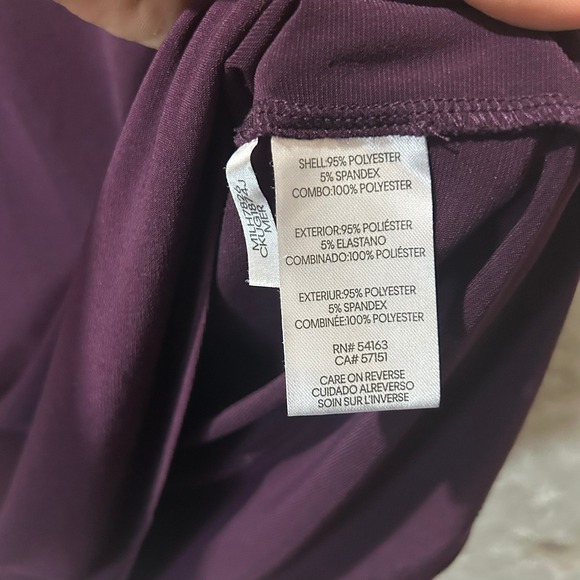 SHELL:95% POLYESTER
5% SPANDEX
COMBO:100% POLYESTER
EXTERIOR:95% POLIÉSTER
5% ELASTANO
COMBINADO:100% POLIÉSTER
EXTERIUR:95% POLYESTER
5% SPANDEX
COMBINÉE:100% POLYESTER
RN# 54163
CA# 57151
CARE ON REVERSE
CUIDADO ALREVERSO
SOIN SUR L'INVERSE
MER